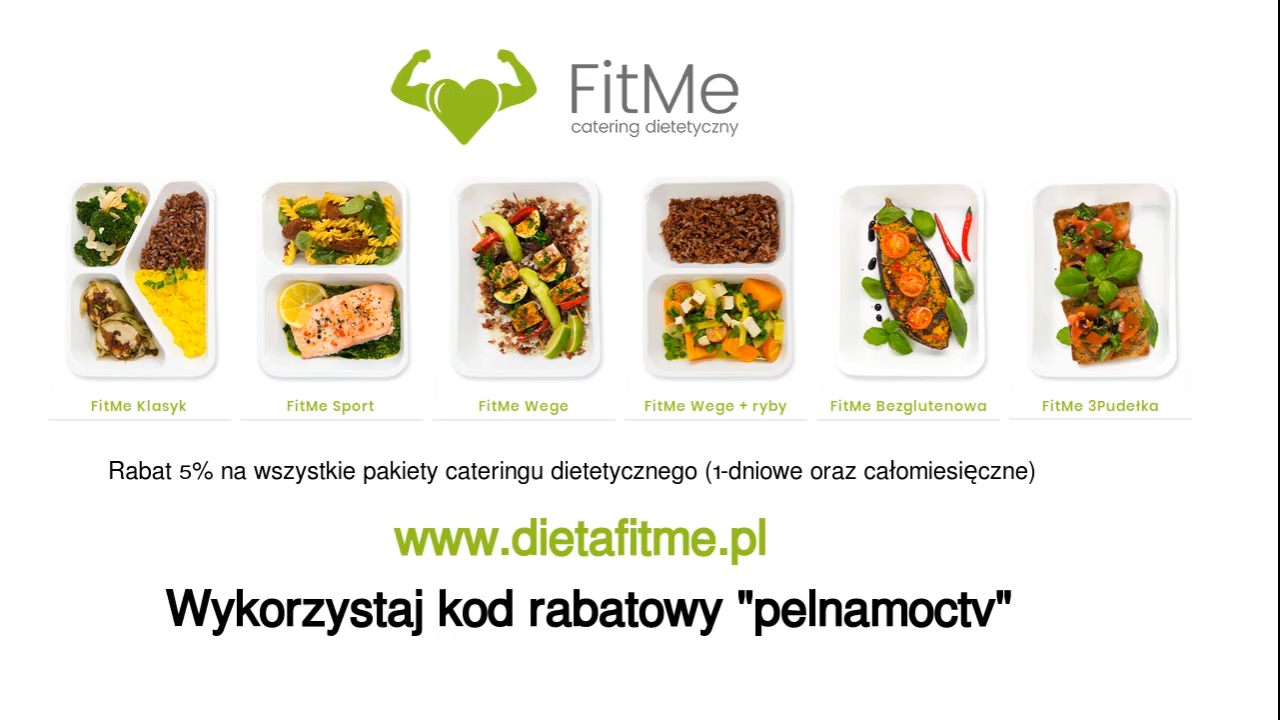 FitMe
catering dietetyczny
FitMe Klasyk
FitMe Sport
FitMe Wege
FitMe Wege + ryby
FitMe Bezglutenowa
FitMe 3Pudełka
Rabat 5% na wszystkie pakiety cateringu dietetycznego (1-dniowe oraz całomiesięczne)
www.dietafitme.pl
Wykorzystaj kod rabatowy "pelnamoctv"